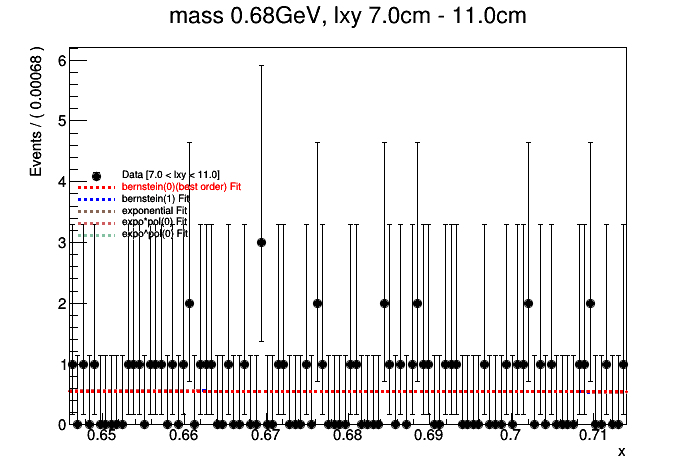 mass 0.68GeV, lxy 7.0cm - 11.0cm
Events / ( 0.00068 )
6
5
4
3
2
1
0
Data [7.0 < lxy < 11.0]
bernstein(0)(best order) Fit
bernstein(1) Fit
exponential Fit
expo*pol(0) Fit
expo^pol(0) Fit
0.65 0.66 0.67 0.68 0.69 0.7 0.71
x